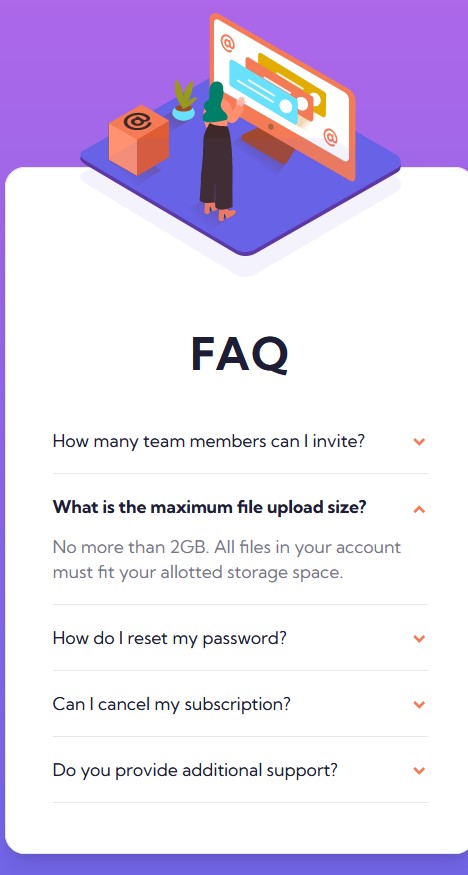 @
@
@
FAQ
How many team members can I invite?
What is the maximum file upload size?
No more than 2GB. All files in your account
must fit your allotted storage space.
How do I reset my password?
Can I cancel my subscription?
Do you provide additional support?